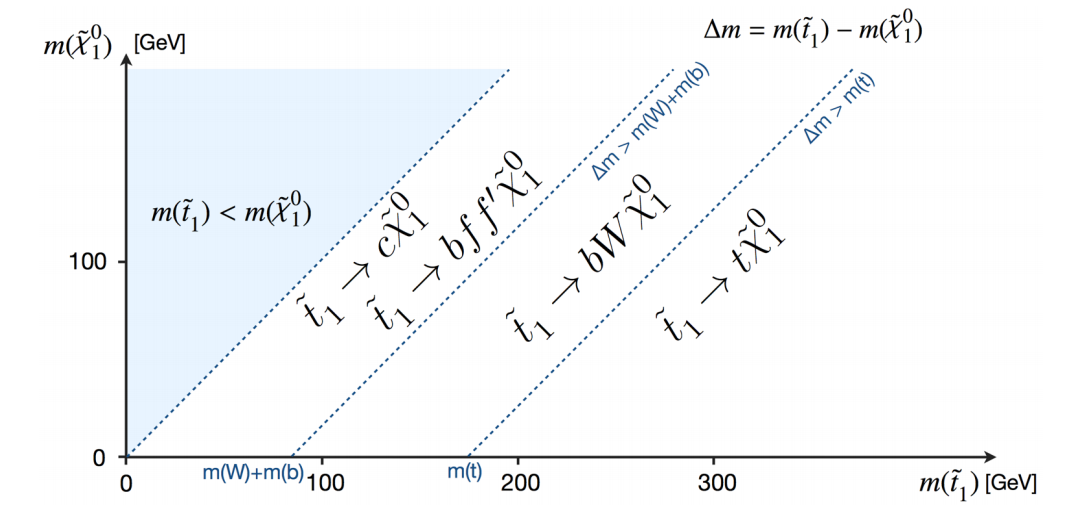 m(χ̃₁⁰) [GeV]
Δm = m(t̃₁) − m(χ̃₁⁰)
Δm > m(W)+m(b)
Δm > m(t)
m(t̃₁) < m(χ̃₁⁰)
t̃₁ → cχ̃₁⁰
t̃₁ → bff′χ̃₁⁰
t̃₁ → bWχ̃₁⁰
t̃₁ → tχ̃₁⁰
100
0
m(W)+m(b)
m(t)
0
100
200
300
m(t̃₁) [GeV]